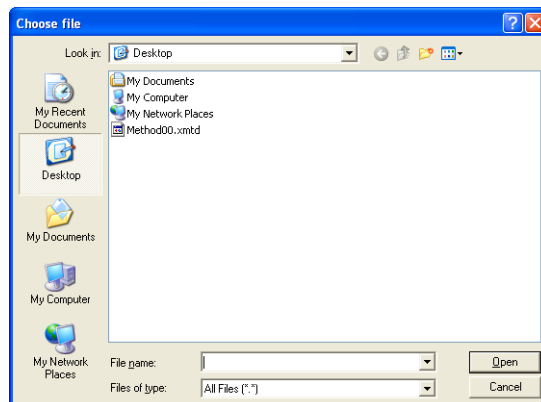 Choose file
Look in:
Desktop
My Recent
Documents
Desktop
My Documents
My Computer
My Network
Places
My Documents
My Computer
My Network Places
Method00.xmtd
File name:
Open
Files of type:
All Files (*.*)
Cancel